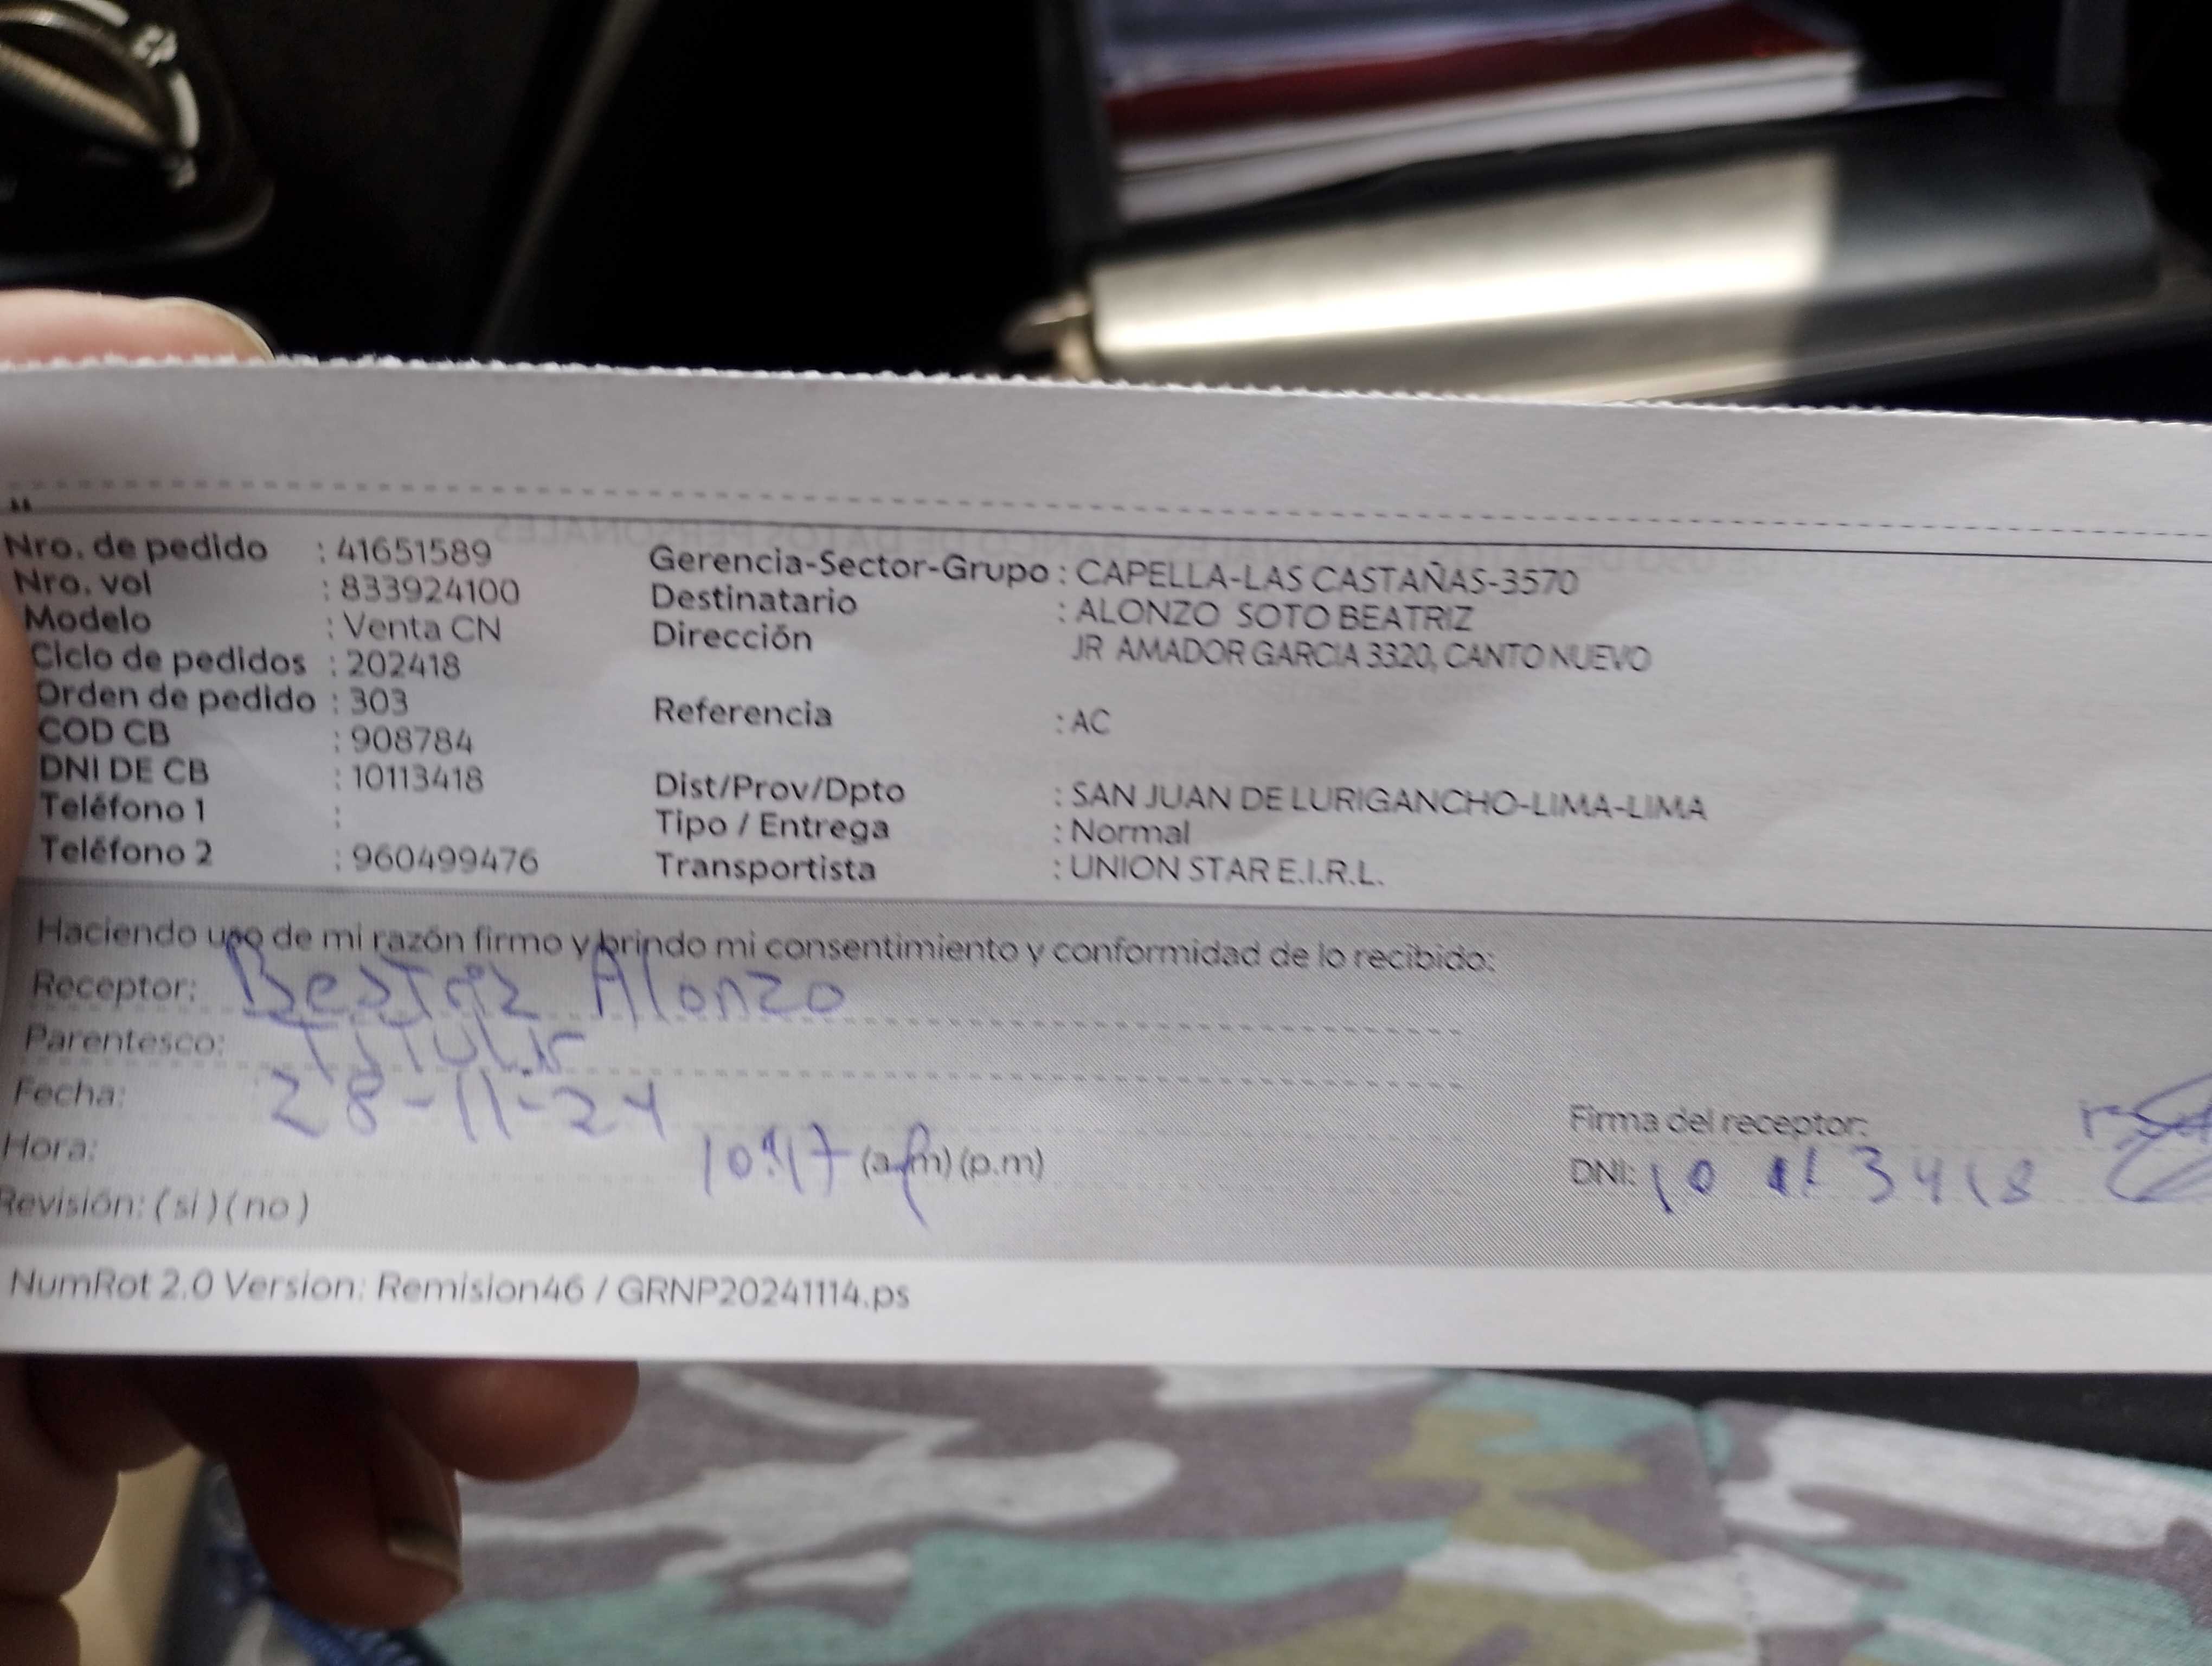 Nro. de pedido : 41651589
Nro. vol : 833924100
Modelo : Venta CN
Ciclo de pedidos : 202418
Orden de pedido : 303
COD CB : 908784
DNI DE CB : 10113418
Teléfono 1 :
Teléfono 2 : 960499476
Gerencia-Sector-Grupo : CAPELLA-LAS CASTAÑAS-3570
Destinatario : ALONZO SOTO BEATRIZ
Dirección JR AMADOR GARCIA 3320, CANTO NUEVO
Referencia : AC
Dist/Prov/Dpto : SAN JUAN DE LURIGANCHO-LIMA-LIMA
Tipo / Entrega : Normal
Transportista : UNION STAR E.I.R.L.
Haciendo uso de mi razón firmo y brindo mi consentimiento y conformidad de lo recibido:
Receptor: Beatriz Alonzo
Parentesco: Titular
Fecha: 28-11-24
Hora: 10:17 (a.m) (p.m)
Revisión: ( si ) ( no )
Firma del receptor:
DNI: 10113418
NumRot 2.0 Version: Remision46 / GRNP20241114.ps